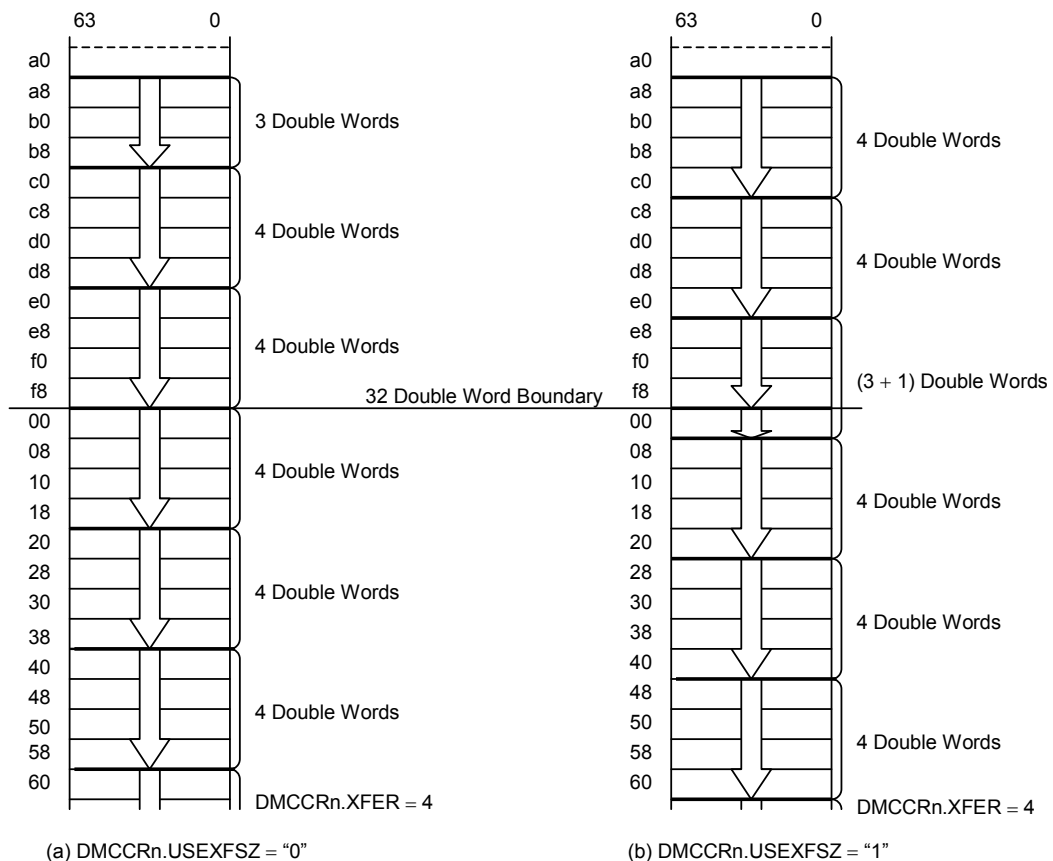 63 0
a0
a8
b0
b8
c0
c8
d0
d8
e0
e8
f0
f8
00
08
10
18
20
28
30
38
40
48
50
58
60
3 Double Words
4 Double Words
4 Double Words
32 Double Word Boundary
4 Double Words
4 Double Words
4 Double Words
DMCCRn.XFER = 4
(a) DMCCRn.USEXFSZ = “0”
63 0
a0
a8
b0
b8
c0
c8
d0
d8
e0
e8
f0
f8
00
08
10
18
20
28
30
38
40
48
50
58
60
4 Double Words
4 Double Words
(3 + 1) Double Words
4 Double Words
4 Double Words
4 Double Words
DMCCRn.XFER = 4
(b) DMCCRn.USEXFSZ = “1”